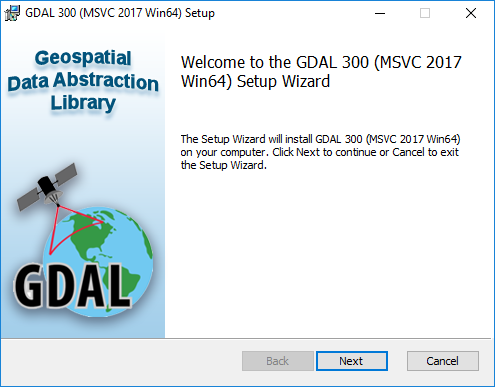 GDAL 300 (MSVC 2017 Win64) Setup
Geospatial
Data Abstraction
Library
GDAL
Welcome to the GDAL 300 (MSVC 2017
Win64) Setup Wizard
The Setup Wizard will install GDAL 300 (MSVC 2017 Win64)
on your computer. Click Next to continue or Cancel to exit
the Setup Wizard.
Back
Next
Cancel